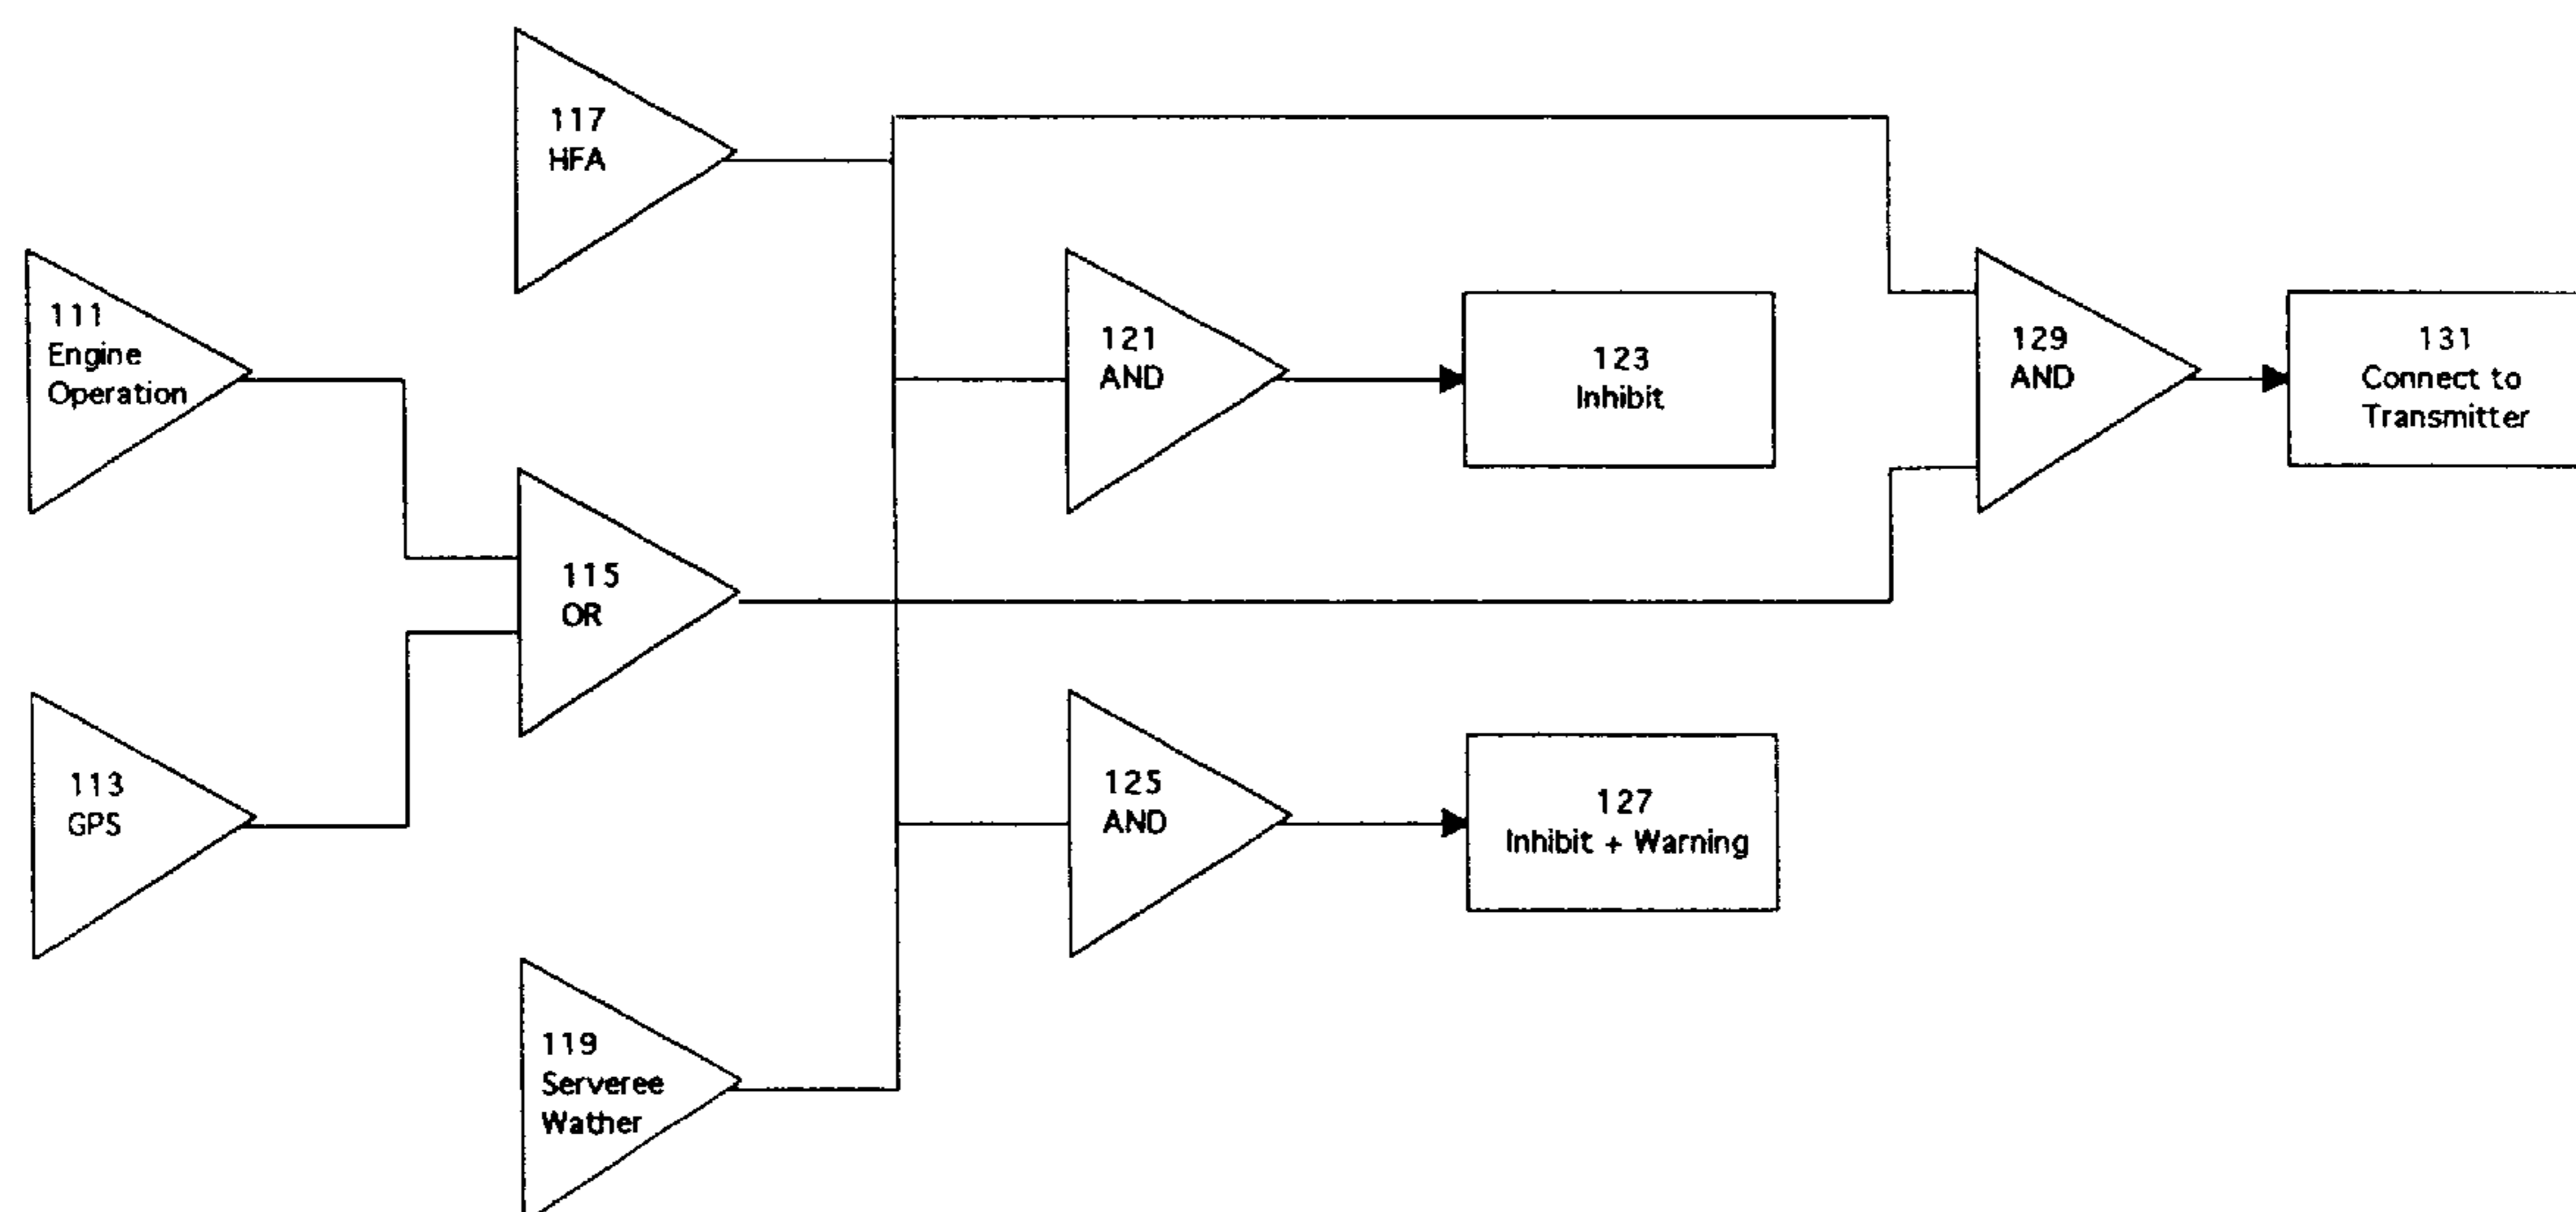 117
HFA
111
Engine
Operation
121
AND
123
Inhibit
129
AND
131
Connect to
Transmitter
115
OR
113
GPS
125
AND
127
Inhibit + Warning
119
Serveree
Wather